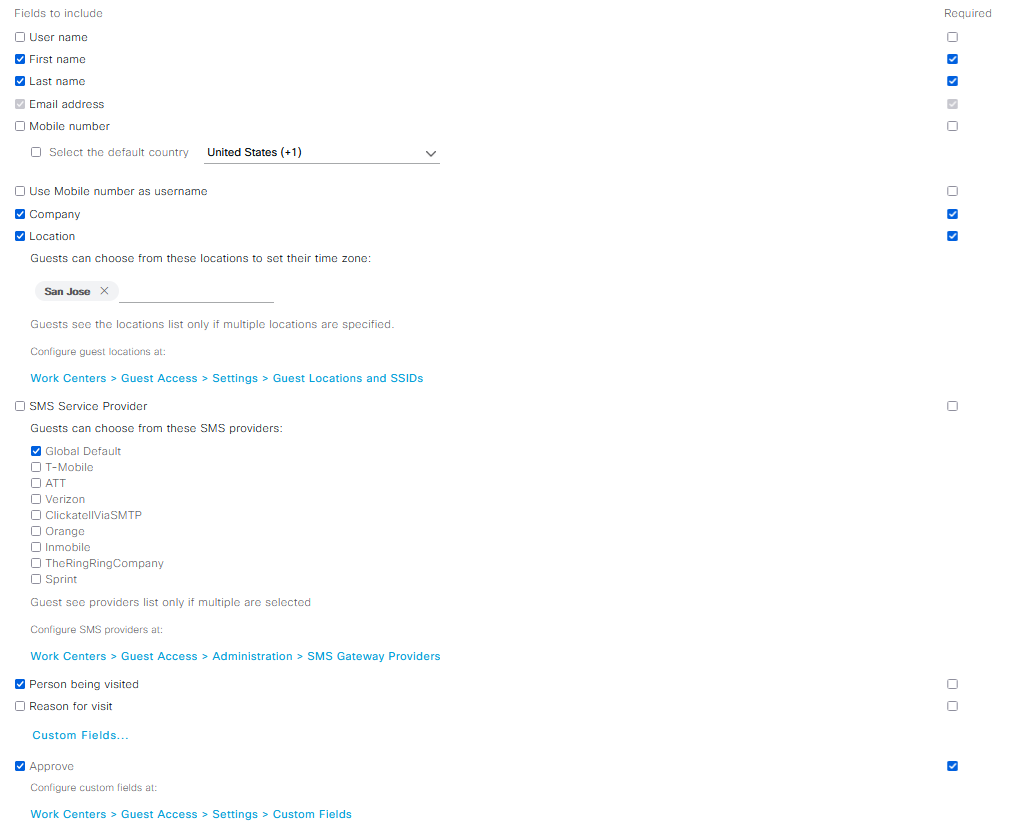 Fields to include Required
User name
First name
Last name
Email address
Mobile number
Select the default country United States (+1)
Use Mobile number as username
Company
Location
Guests can choose from these locations to set their time zone:
San Jose
Guests see the locations list only if multiple locations are specified.
Configure guest locations at:
Work Centers > Guest Access > Settings > Guest Locations and SSIDs
SMS Service Provider
Guests can choose from these SMS providers:
Global Default
T-Mobile
ATT
Verizon
ClickatellViaSMTP
Orange
Inmobile
TheRingRingCompany
Sprint
Guest see providers list only if multiple are selected
Configure SMS providers at:
Work Centers > Guest Access > Administration > SMS Gateway Providers
Person being visited
Reason for visit
Custom Fields...
Approve
Configure custom fields at:
Work Centers > Guest Access > Settings > Custom Fields